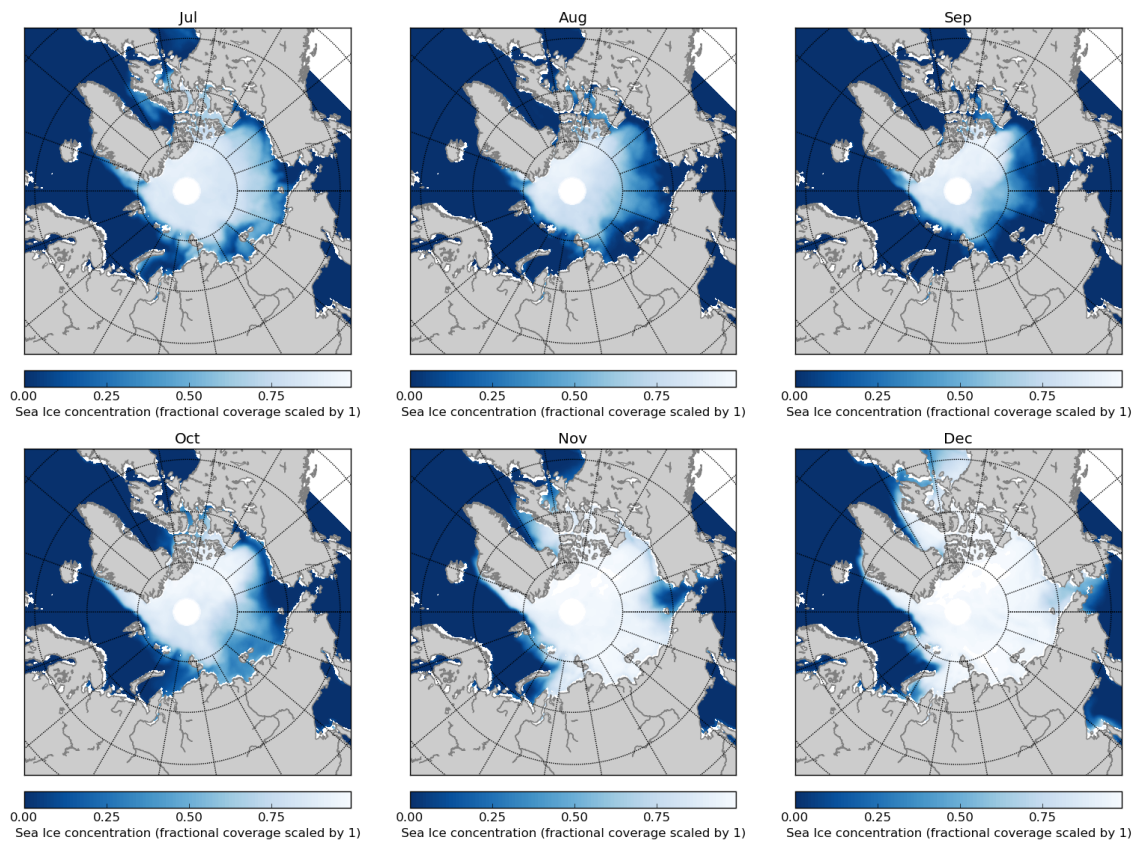 Jul
Aug
Sep
0.00 0.25 0.50 0.75
0.00 0.25 0.50 0.75
0.00 0.25 0.50 0.75
Sea Ice concentration (fractional coverage scaled by 1)
Sea Ice concentration (fractional coverage scaled by 1)
Sea Ice concentration (fractional coverage scaled by 1)
Oct
Nov
Dec
0.00 0.25 0.50 0.75
0.00 0.25 0.50 0.75
0.00 0.25 0.50 0.75
Sea Ice concentration (fractional coverage scaled by 1)
Sea Ice concentration (fractional coverage scaled by 1)
Sea Ice concentration (fractional coverage scaled by 1)